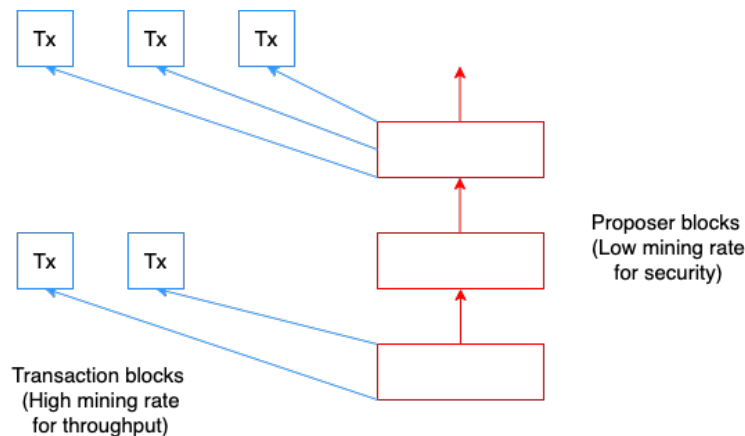 Tx
Tx
Tx
Proposer blocks
(Low mining rate
for security)
Tx
Tx
Transaction blocks
(High mining rate
for throughput)